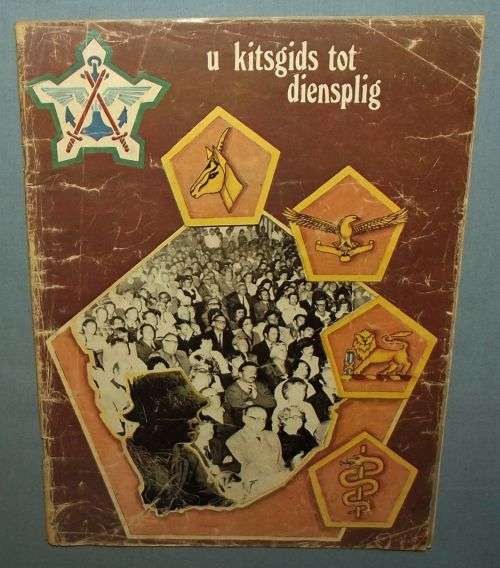 u kitsgids tot
diensplig